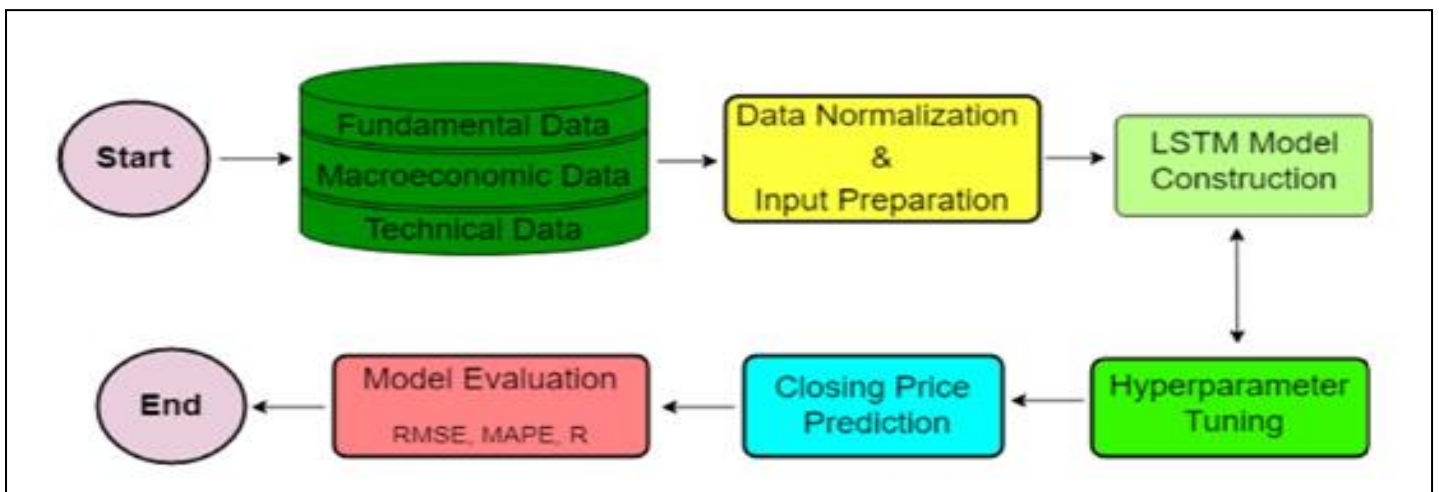 Start
Fundamental Data
Macroeconomic Data
Technical Data
Data Normalization
&
Input Preparation
LSTM Model
Construction
Hyperparameter
Tuning
Closing Price
Prediction
Model Evaluation
RMSE, MAPE, R
End